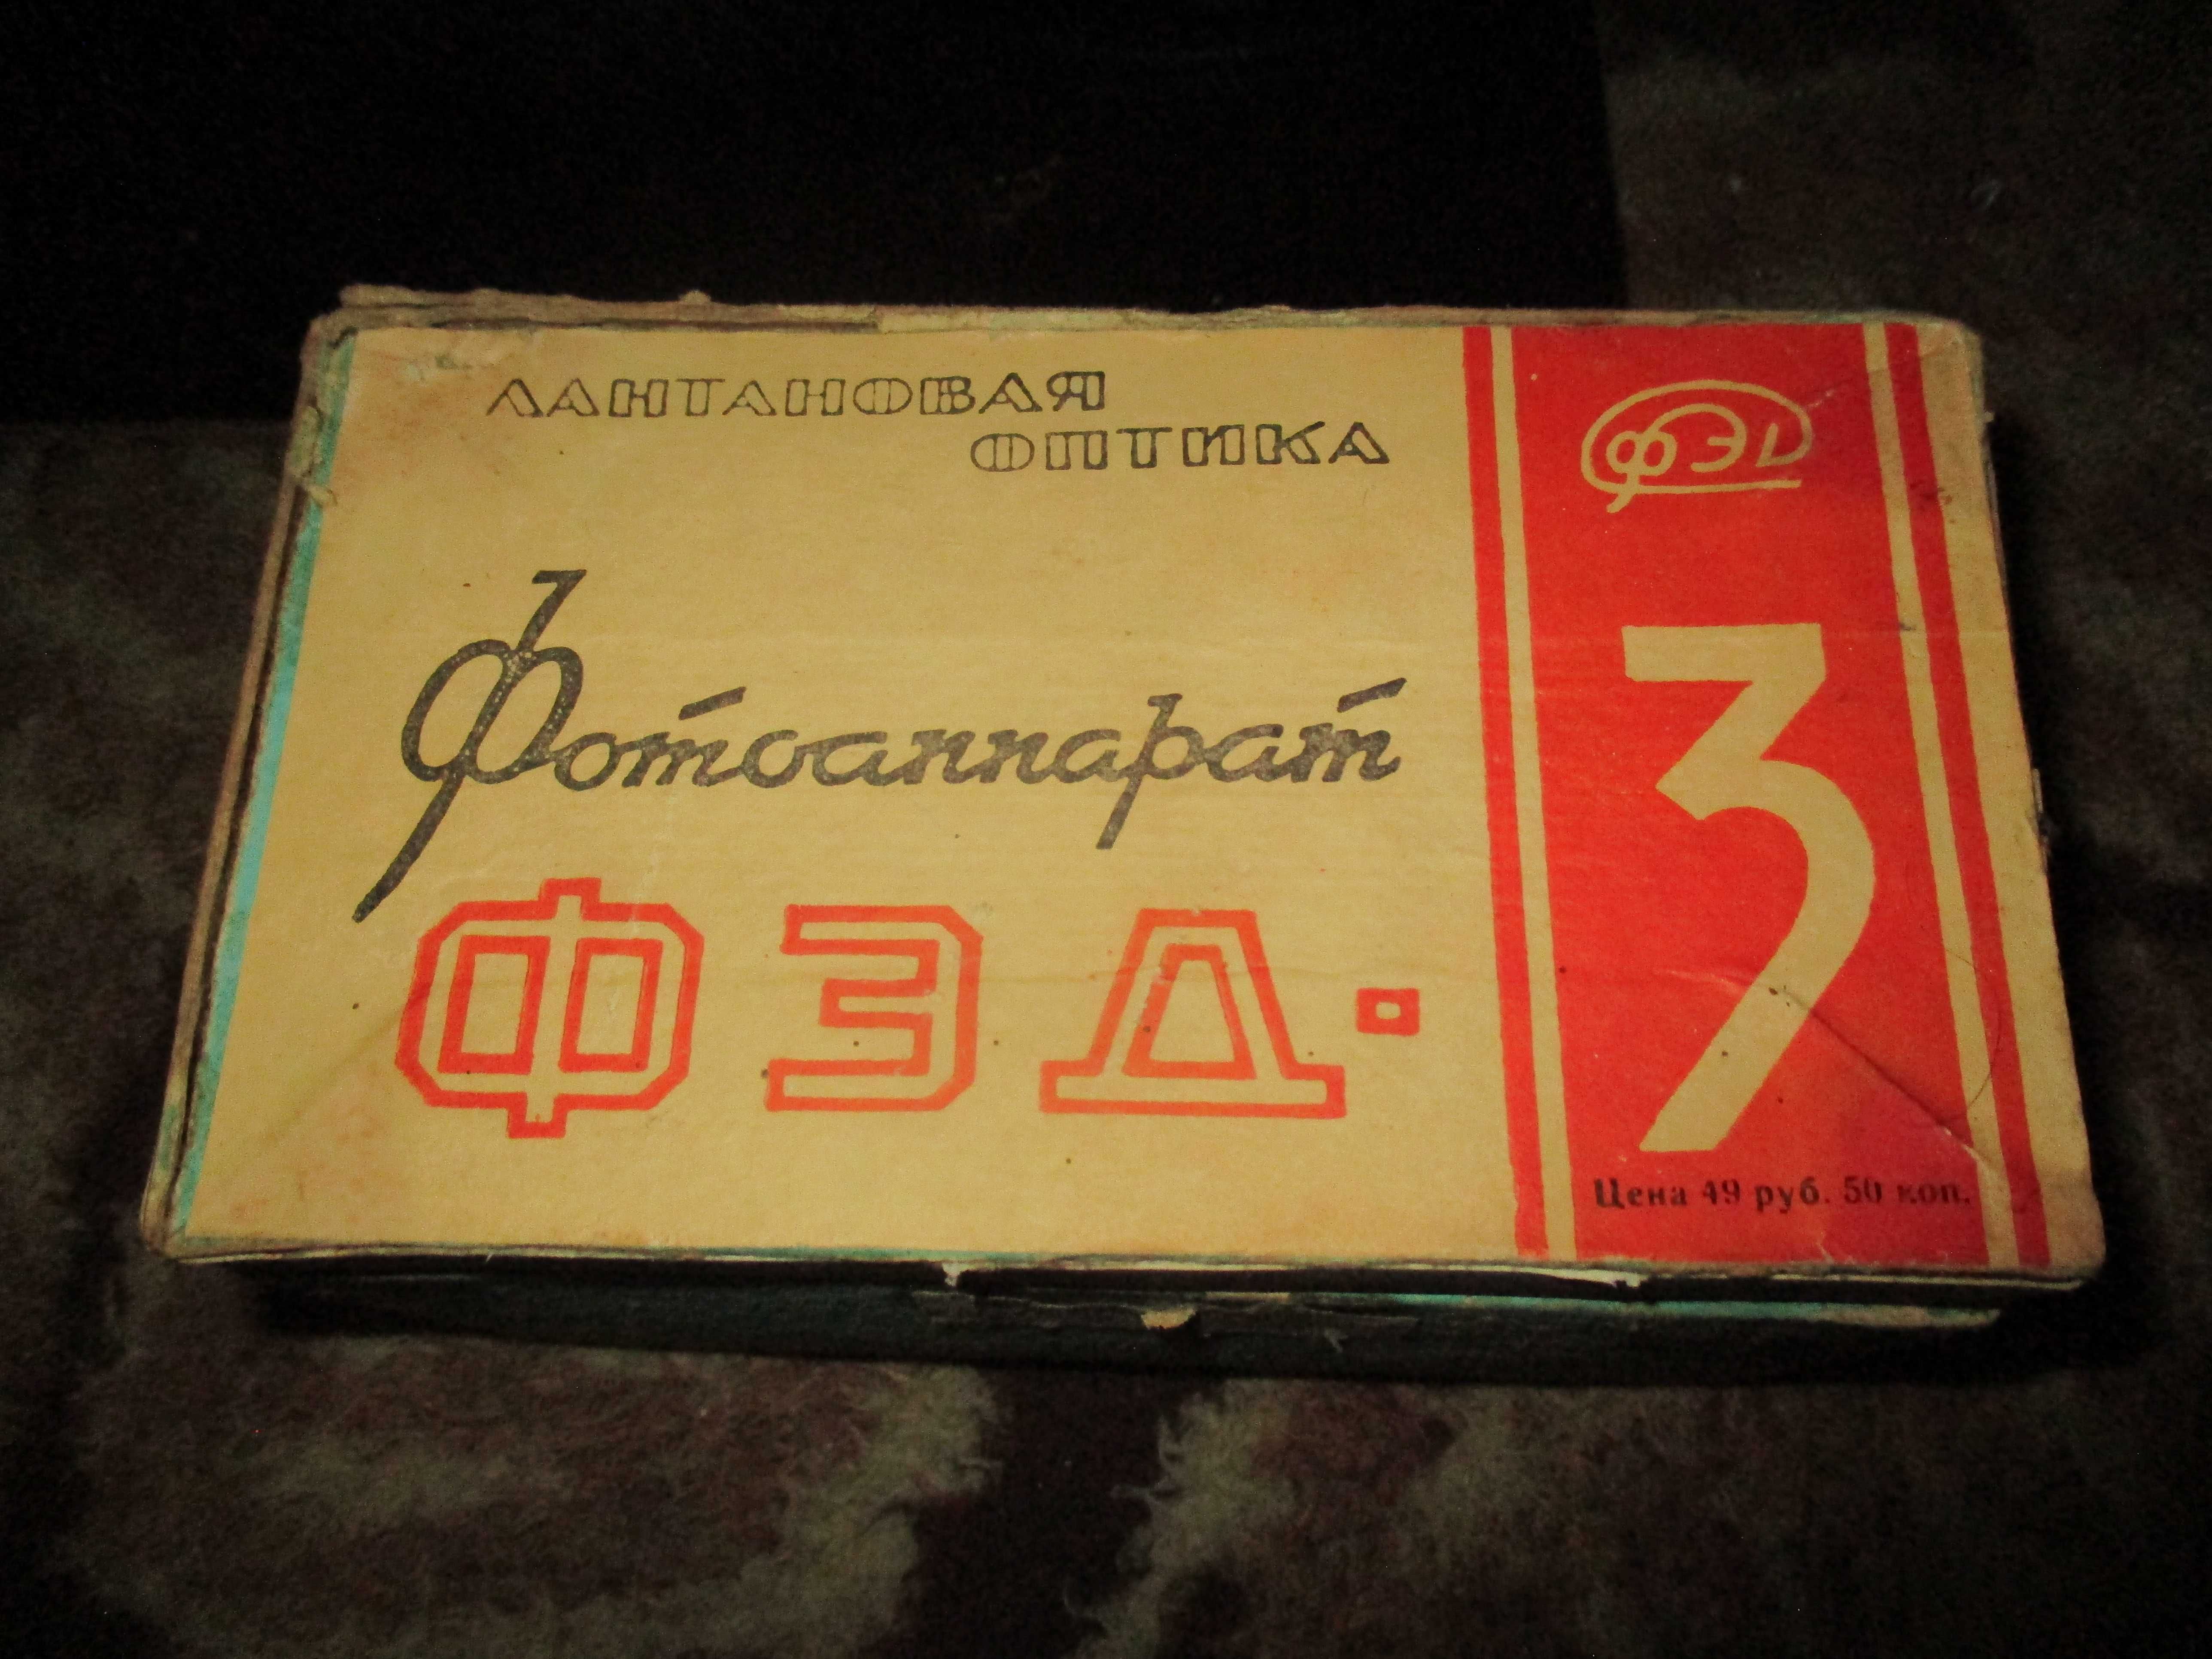 ЛАНТАНОВАЯ
ОПТИКА
ФЭД
Фотоаппарат
ФЭД-3
Цена 49 руб. 50 коп.